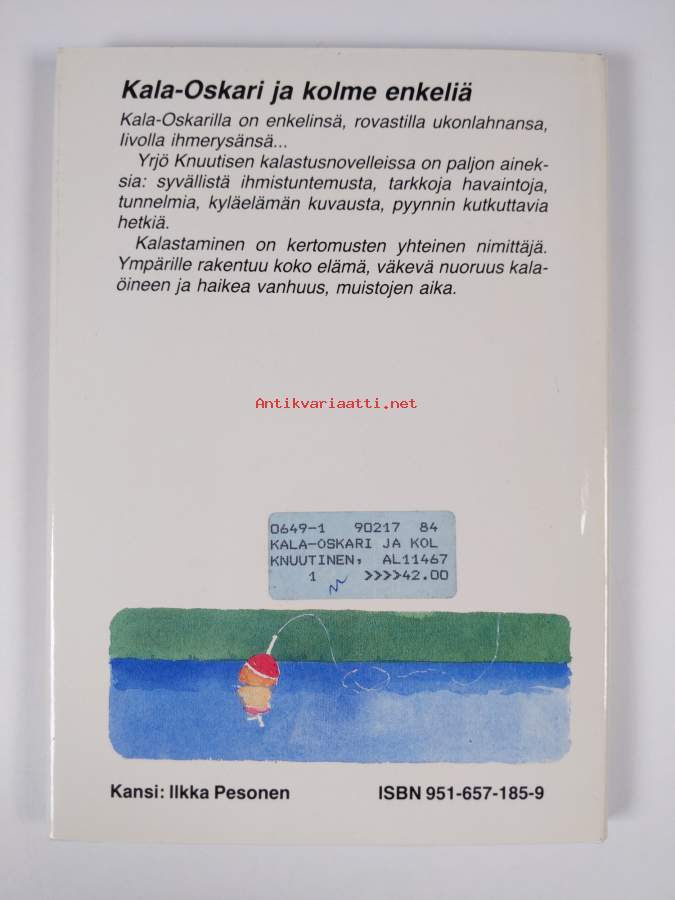 Kala-Oskari ja kolme enkeliä
Kala-Oskarilla on enkelinsä, rovastilla ukonlahnansa,
Iivolla ihmerysänsä...
Yrjö Knuutisen kalastusnovelleissa on paljon ainek-
sia: syvällistä ihmistuntemusta, tarkkoja havaintoja,
tunnelmia, kyläelämän kuvausta, pyynnin kutkuttavia
hetkiä.
Kalastaminen on kertomusten yhteinen nimittäjä.
Ympärille rakentuu koko elämä, väkevä nuoruus kala-
öineen ja haikea vanhuus, muistojen aika.
Antikvariaatti.net
0649-1 90217 84
KALA-OSKARI JA KOL
KNUUTINEN, AL11467
1 >>>>42.00
Kansi: Ilkka Pesonen
ISBN 951-657-185-9